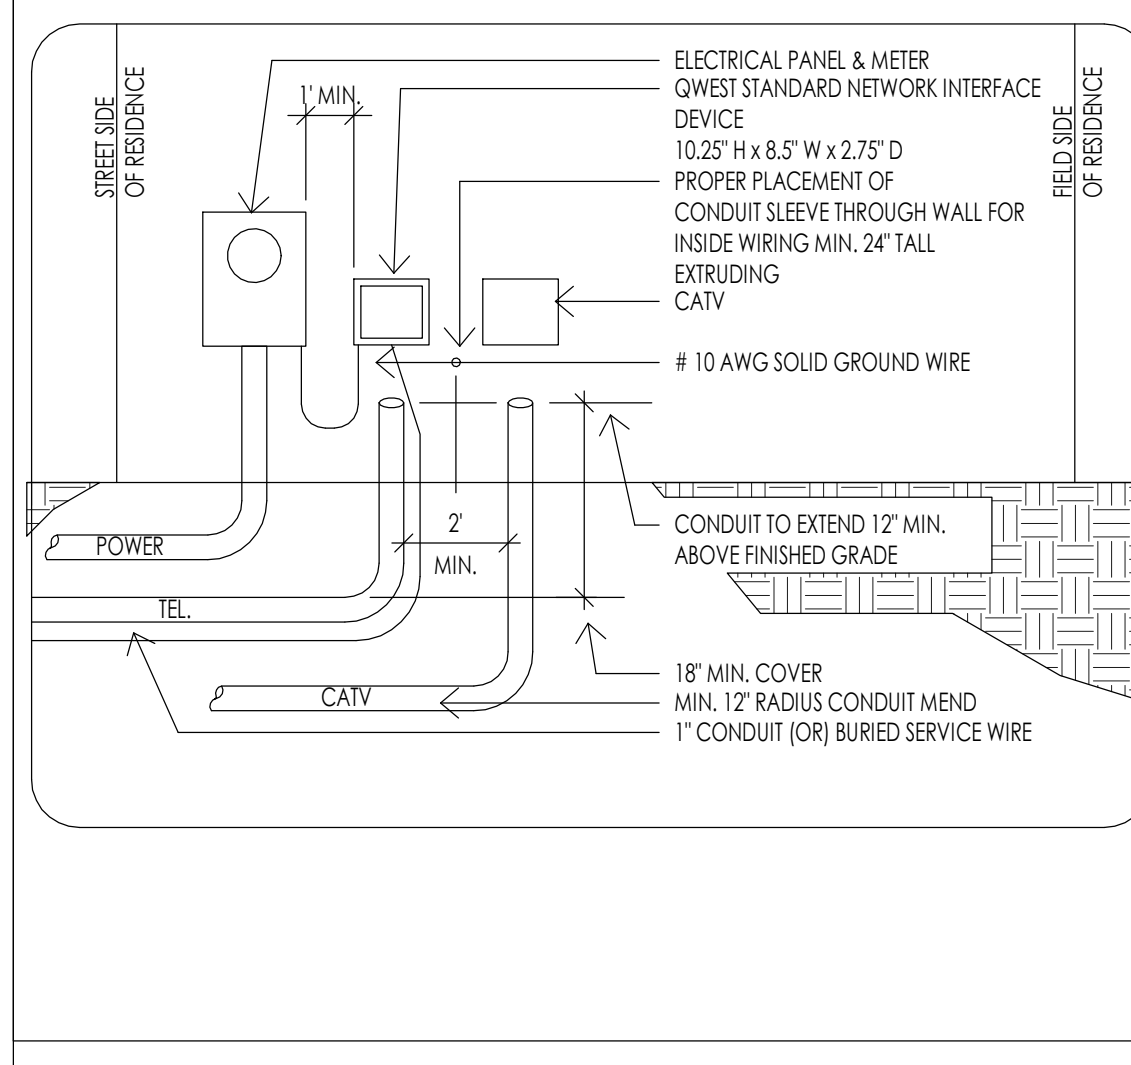 ELECTRICAL PANEL & METER
QWEST STANDARD NETWORK INTERFACE
DEVICE
10.25" H x 8.5" W x 2.75" D
PROPER PLACEMENT OF
CONDUIT SLEEVE THROUGH WALL FOR
INSIDE WIRING MIN. 24" TALL
EXTRUDING
CATV
# 10 AWG SOLID GROUND WIRE
1' MIN.
STREET SIDE
OF RESIDENCE
FIELD SIDE
OF RESIDENCE
POWER
2'
MIN.
TEL.
CATV
CONDUIT TO EXTEND 12" MIN.
ABOVE FINISHED GRADE
18" MIN. COVER
MIN. 12" RADIUS CONDUIT MEND
1" CONDUIT (OR) BURIED SERVICE WIRE